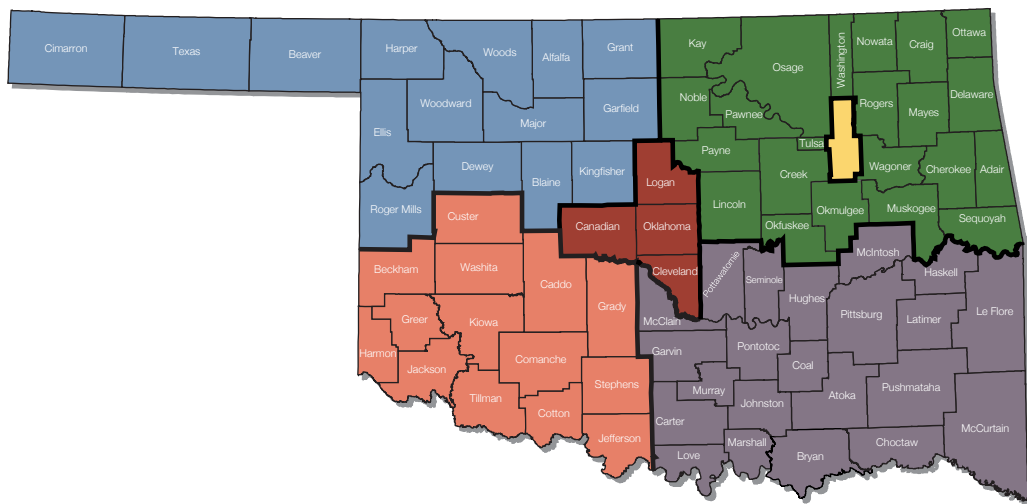 Cimarron
Texas
Beaver
Harper
Woods
Alfalfa
Grant
Kay
Osage
Washington
Nowata
Craig
Ottawa
Ellis
Woodward
Major
Garfield
Noble
Pawnee
Rogers
Mayes
Delaware
Dewey
Blaine
Kingfisher
Logan
Payne
Tulsa
Creek
Wagoner
Cherokee
Adair
Roger Mills
Custer
Canadian
Oklahoma
Lincoln
Okfuskee
Okmulgee
Muskogee
Sequoyah
Beckham
Washita
Caddo
Grady
Cleveland
Pottawatomie
Seminole
Hughes
McIntosh
Haskell
Greer
Kiowa
McClain
Pittsburg
Latimer
Le Flore
Harmon
Jackson
Comanche
Garvin
Pontotoc
Coal
Tillman
Cotton
Stephens
Murray
Johnston
Atoka
Pushmataha
Jefferson
Carter
Love
Marshall
Bryan
Choctaw
McCurtain